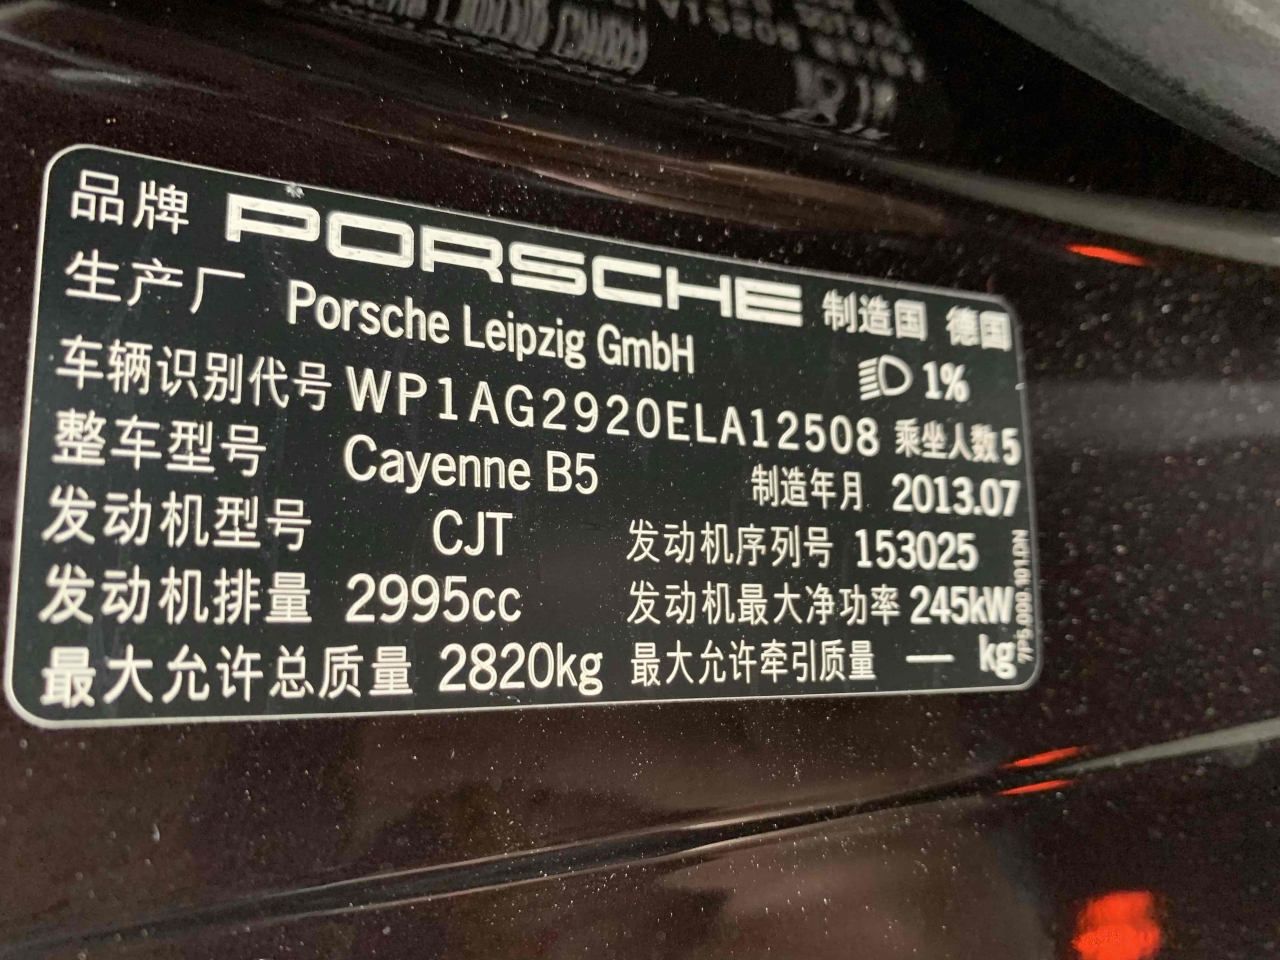 品牌 PORSCHE 制造国 德国
生产厂 Porsche Leipzig GmbH 1%
车辆识别代号 WP1AG2920ELA12508 乘坐人数 5
整车型号 Cayenne B5 制造年月 2013.07
发动机型号 CJT 发动机序列号 153025
发动机排量 2995cc 发动机最大净功率 245kW
最大允许总质量 2820kg 最大允许牵引质量 — kg
7P5.000.101.DN